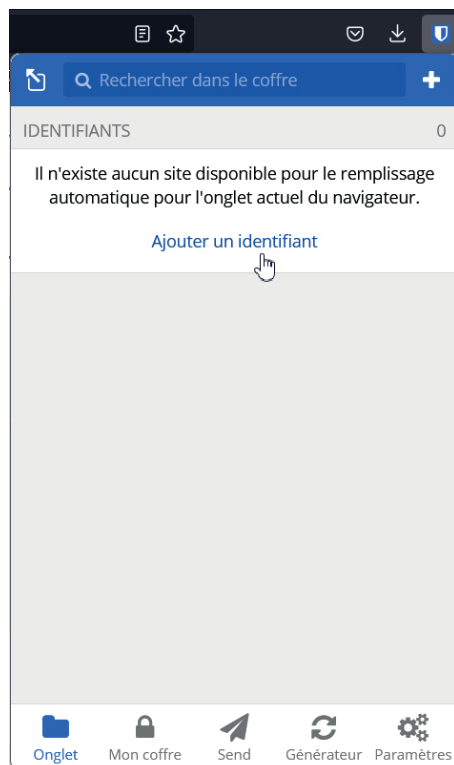 Rechercher dans le coffre
IDENTIFIANTS 0
Il n'existe aucun site disponible pour le remplissage
automatique pour l'onglet actuel du navigateur.
Ajouter un identifiant
Onglet Mon coffre Send Générateur Paramètres